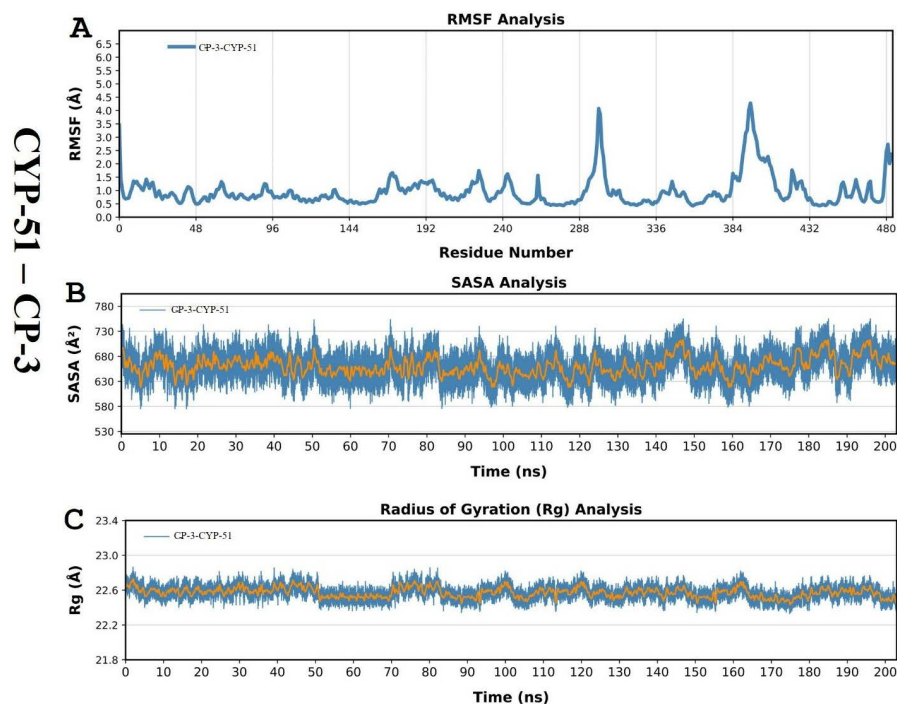 CYP-51 – CP-3
A
RMSF Analysis
GP-3-CYP-51
RMSF (Å)
6.5
6.0
5.5
5.0
4.5
4.0
3.5
3.0
2.5
2.0
1.5
1.0
0.5
0.0
0 48 96 144 192 240 288 336 384 432 480
Residue Number
B
SASA Analysis
GP-3-CYP-51
SASA (Å²)
780
730
680
630
580
530
0 10 20 30 40 50 60 70 80 90 100 110 120 130 140 150 160 170 180 190 200
Time (ns)
C
Radius of Gyration (Rg) Analysis
GP-3-CYP-51
Rg (Å)
23.4
23.0
22.6
22.2
21.8
0 10 20 30 40 50 60 70 80 90 100 110 120 130 140 150 160 170 180 190 200
Time (ns)